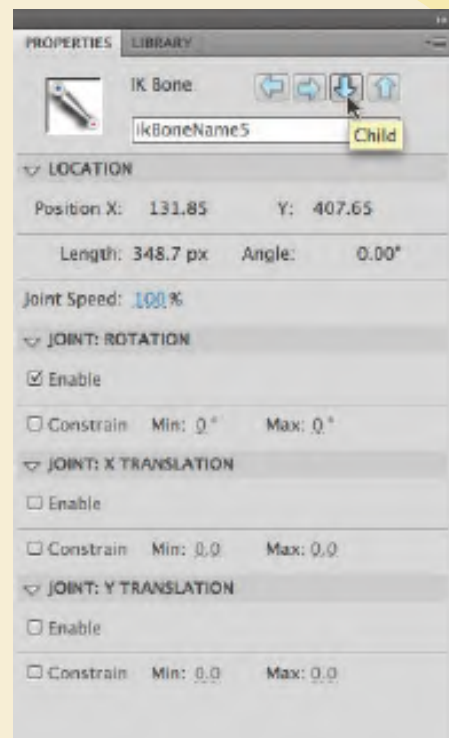 PROPERTIES LIBRARY
IK Bone
ikBoneName5
Child
LOCATION
Position X: 131.85 Y: 407.65
Length: 348.7 px Angle: 0.00°
Joint Speed: 100 %
JOINT: ROTATION
Enable
Constrain Min: 0 ° Max: 0 °
JOINT: X TRANSLATION
Enable
Constrain Min: 0.0 Max: 0.0
JOINT: Y TRANSLATION
Enable
Constrain Min: 0.0 Max: 0.0